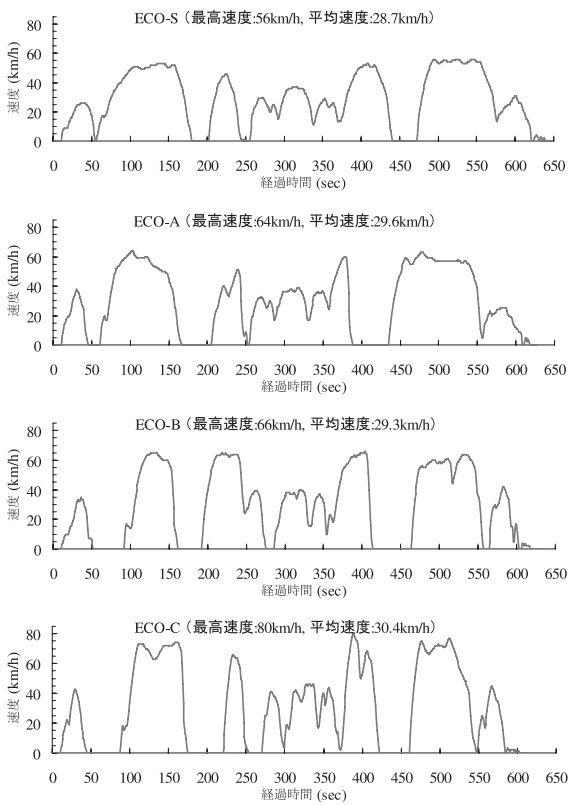 ECO-S（最高速度:56km/h, 平均速度:28.7km/h）
速度 (km/h)
80
60
40
20
0
0 50 100 150 200 250 300 350 400 450 500 550 600 650
経過時間 (sec)
ECO-A（最高速度:64km/h, 平均速度:29.6km/h）
速度 (km/h)
80
60
40
20
0
0 50 100 150 200 250 300 350 400 450 500 550 600 650
経過時間 (sec)
ECO-B（最高速度:66km/h, 平均速度:29.3km/h）
速度 (km/h)
80
60
40
20
0
0 50 100 150 200 250 300 350 400 450 500 550 600 650
経過時間 (sec)
ECO-C（最高速度:80km/h, 平均速度:30.4km/h）
速度 (km/h)
80
60
40
20
0
0 50 100 150 200 250 300 350 400 450 500 550 600 650
経過時間 (sec)